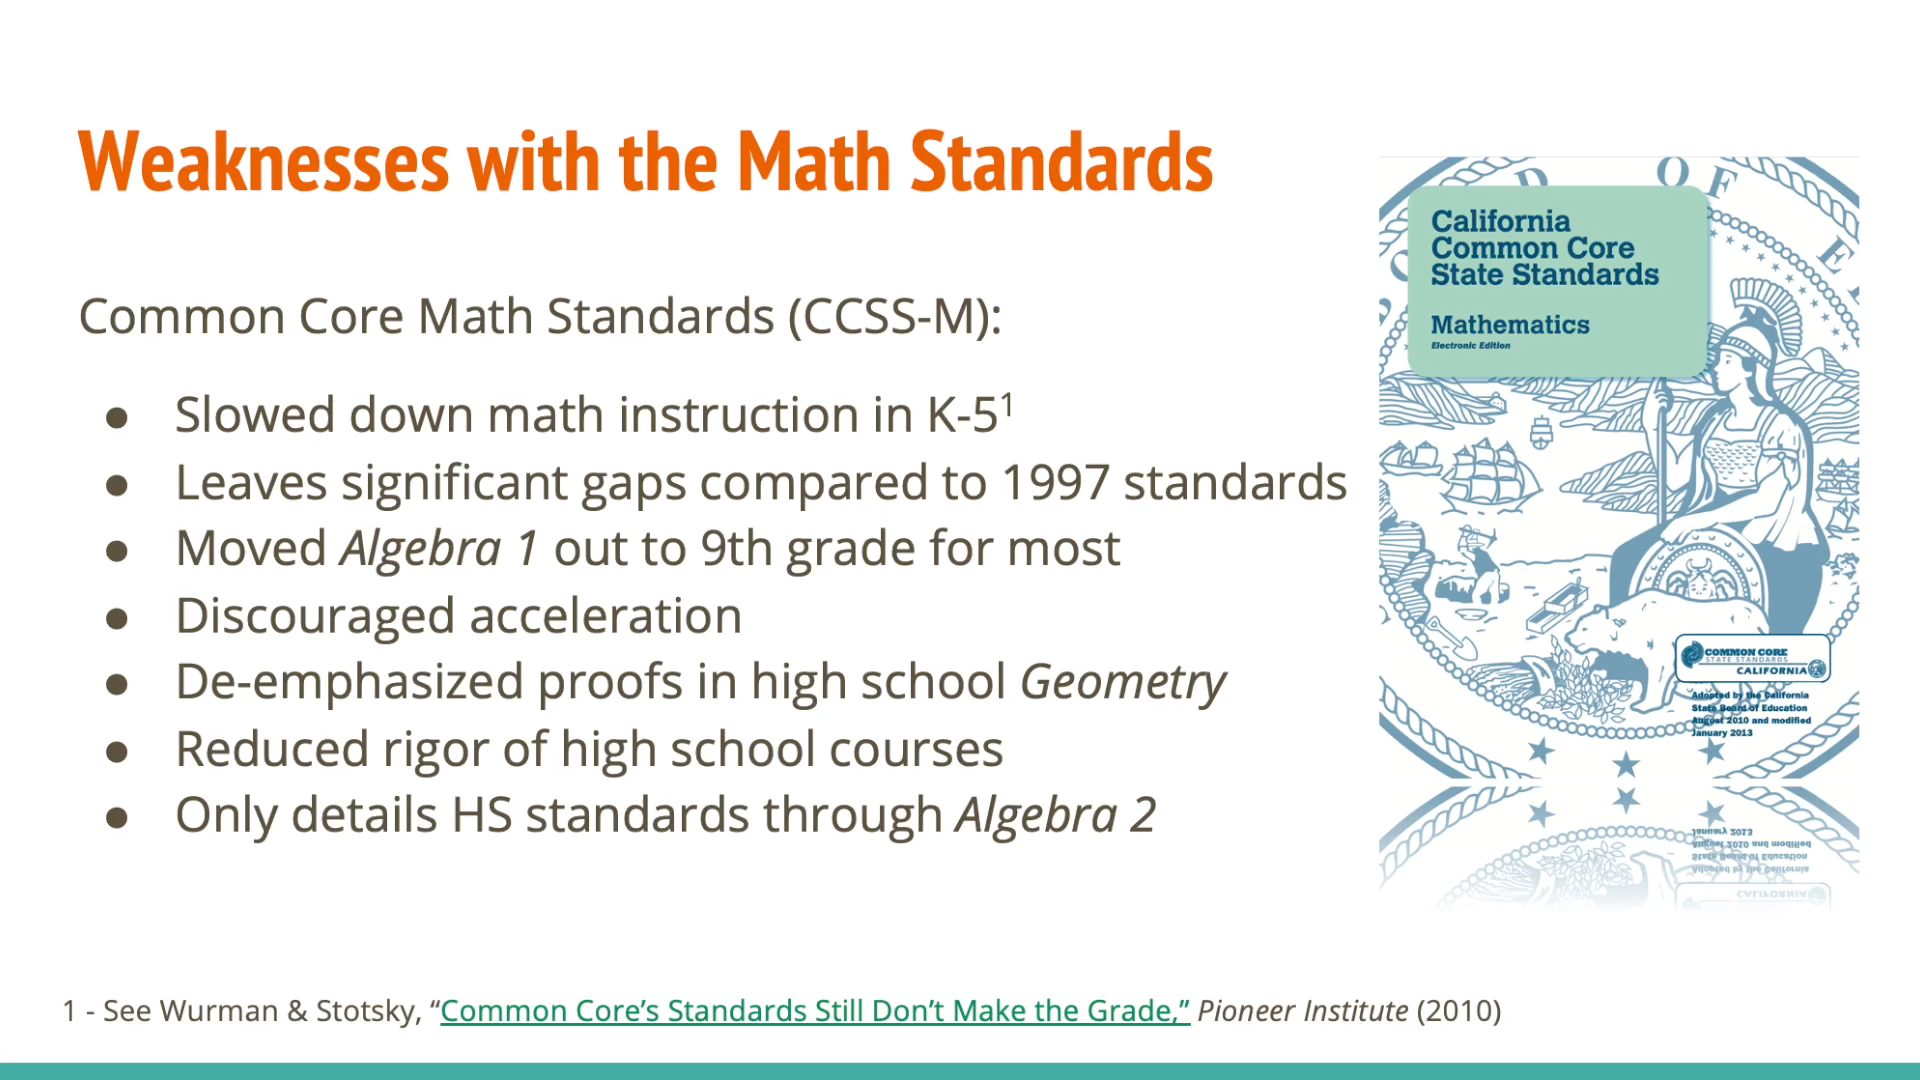 Weaknesses with the Math Standards
Common Core Math Standards (CCSS-M):
● Slowed down math instruction in K-5¹
● Leaves significant gaps compared to 1997 standards
● Moved Algebra 1 out to 9th grade for most
● Discouraged acceleration
● De-emphasized proofs in high school Geometry
● Reduced rigor of high school courses
● Only details HS standards through Algebra 2
OF
California
Common Core
State Standards
Mathematics
Electronic Edition
COMMON CORE
STATE STANDARDS
CALIFORNIA
Adopted by the California
State Board of Education
August 2010 and modified
January 2013
1 - See Wurman & Stotsky, “Common Core’s Standards Still Don’t Make the Grade,” Pioneer Institute (2010)